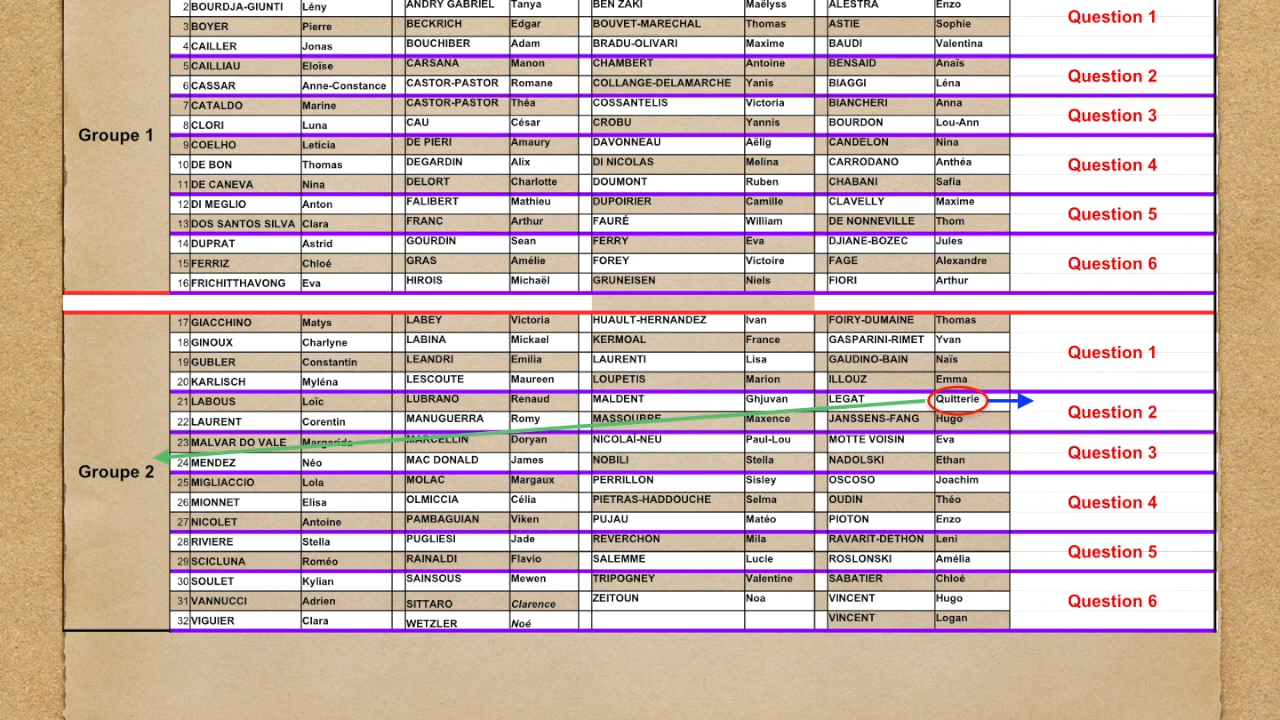 2 BOURDJA-GIUNTI Lény ANDRY GABRIEL Tanya BEN ZAKI Maëlyss ALESTRA Enzo Question 1
3 BOYER Pierre BECKRICH Edgar BOUVET-MARECHAL Thomas ASTIE Sophie
4 CAILLER Jonas BOUCHIBER Adam BRADU-OLIVARI Maxime BAUDI Valentina
5 CAILLIAU Eloïse CARSANA Manon CHAMBERT Antoine BENSAID Anaïs Question 2
6 CASSAR Anne-Constance CASTOR-PASTOR Romane COLLANGE-DELAMARCHE Yanis BIAGGI Léna
7 CATALDO Marine CASTOR-PASTOR Théa COSSANTELIS Victoria BIANCHERI Anna Question 3
8 CLORI Luna CAU César CROBU Yannis BOURDON Lou-Ann
Groupe 1
9 COELHO Leticia DE PIERI Amaury DAVONNEAU Aëlig CANDELON Nina
10 DE BON Thomas DEGARDIN Alix DI NICOLAS Melina CARRODANO Anthéa Question 4
11 DE CANEVA Nina DELORT Charlotte DOUMONT Ruben CHABANI Safia
12 DI MEGLIO Anton FALIBERT Mathieu DUPOIRIER Camille CLAVELLY Maxime Question 5
13 DOS SANTOS SILVA Clara FRANC Arthur FAURÉ William DE NONNEVILLE Thom
14 DUPRAT Astrid GOURDIN Sean FERRY Eva DJIANE-BOZEC Jules
15 FERRIZ Chloé GRAS Amélie FOREY Victoire FAGE Alexandre Question 6
16 FRICHITTHAVONG Eva HIROIS Michaël GRUNEISEN Niels FIORI Arthur
17 GIACCHINO Matys LABEY Victoria HUAULT-HERNANDEZ Ivan FOIRY-DUMAINE Thomas
18 GINOUX Charlyne LABINA Mickael KERMOAL France GASPARINI-RIMET Yvan Question 1
19 GUBLER Constantin LEANDRI Emilia LAURENTI Lisa GAUDINO-BAIN Naïs
20 KARLISCH Myléna LESCOUTE Maureen LOUPETIS Marion ILLOUZ Emma
21 LABOUS Loïc LUBRANO Renaud MALDENT Ghjuvan LEGAT Quitterie Question 2
22 LAURENT Corentin MANUGUERRA Romy MASSOUBRE Maxence JANSSENS-FANG Hugo
23 MALVAR DO VALE Margarida MARCELLIN Doryan NICOLAÏ-NEU Paul-Lou MOTTE VOISIN Eva Question 3
24 MENDEZ Néo MAC DONALD James NOBILI Stella NADOLSKI Ethan
Groupe 2
25 MIGLIACCIO Lola MOLAC Margaux PERRILLON Sisley OSCOSO Joachim
26 MIONNET Elisa OLMICCIA Célia PIETRAS-HADDOUCHE Selma OUDIN Théo Question 4
27 NICOLET Antoine PAMBAGUIAN Viken PUJAU Matéo PIOTON Enzo
28 RIVIERE Stella PUGLIESI Jade REVERCHON Mila RAVARIT-DETHON Leni Question 5
29 SCICLUNA Roméo RAINALDI Flavio SALEMME Lucie ROSLONSKI Amélia
30 SOULET Kylian SAINSOUS Mewen TRIPOGNEY Valentine SABATIER Chloé
31 VANNUCCI Adrien SITTARO Clarence ZEITOUN Noa VINCENT Hugo Question 6
32 VIGUIER Clara WETZLER Noé VINCENT Logan